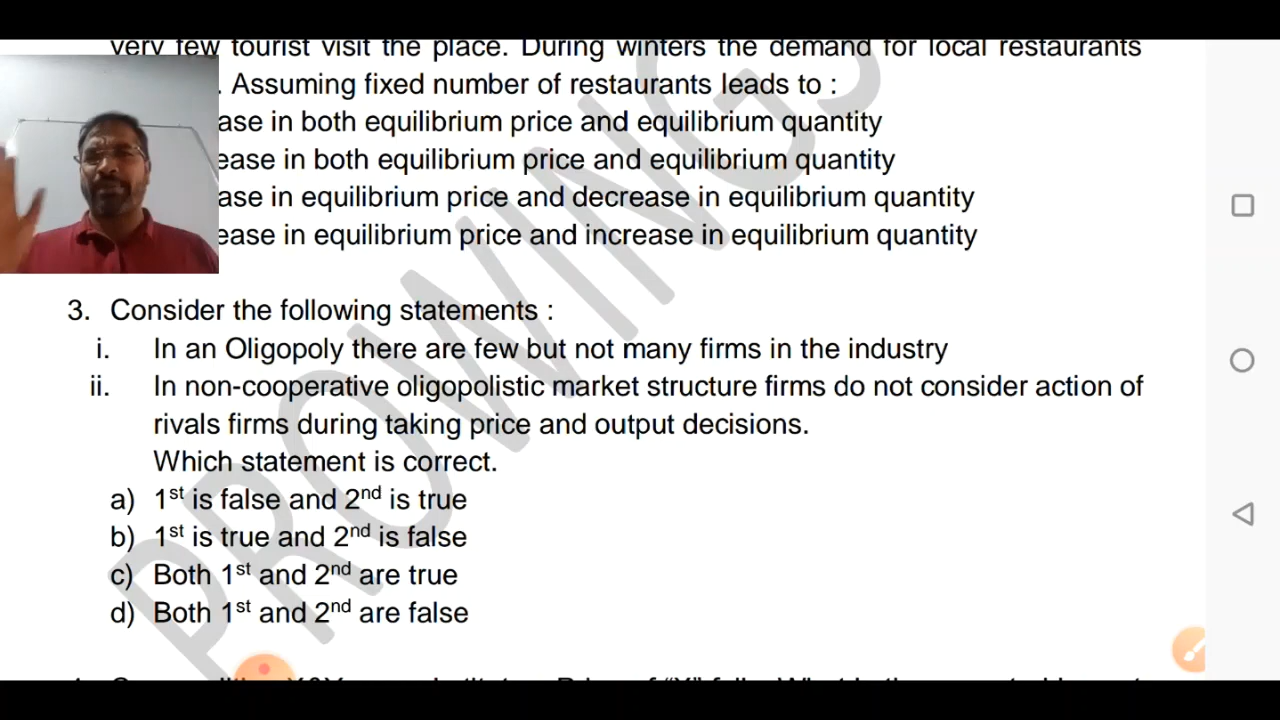 very few tourist visit the place. During winters the demand for local restaurants
. Assuming fixed number of restaurants leads to :
ase in both equilibrium price and equilibrium quantity
ease in both equilibrium price and equilibrium quantity
ase in equilibrium price and decrease in equilibrium quantity
ease in equilibrium price and increase in equilibrium quantity
3. Consider the following statements :
i. In an Oligopoly there are few but not many firms in the industry
ii. In non-cooperative oligopolistic market structure firms do not consider action of
rivals firms during taking price and output decisions.
Which statement is correct.
a) 1st is false and 2nd is true
b) 1st is true and 2nd is false
c) Both 1st and 2nd are true
d) Both 1st and 2nd are false
PROWINGS